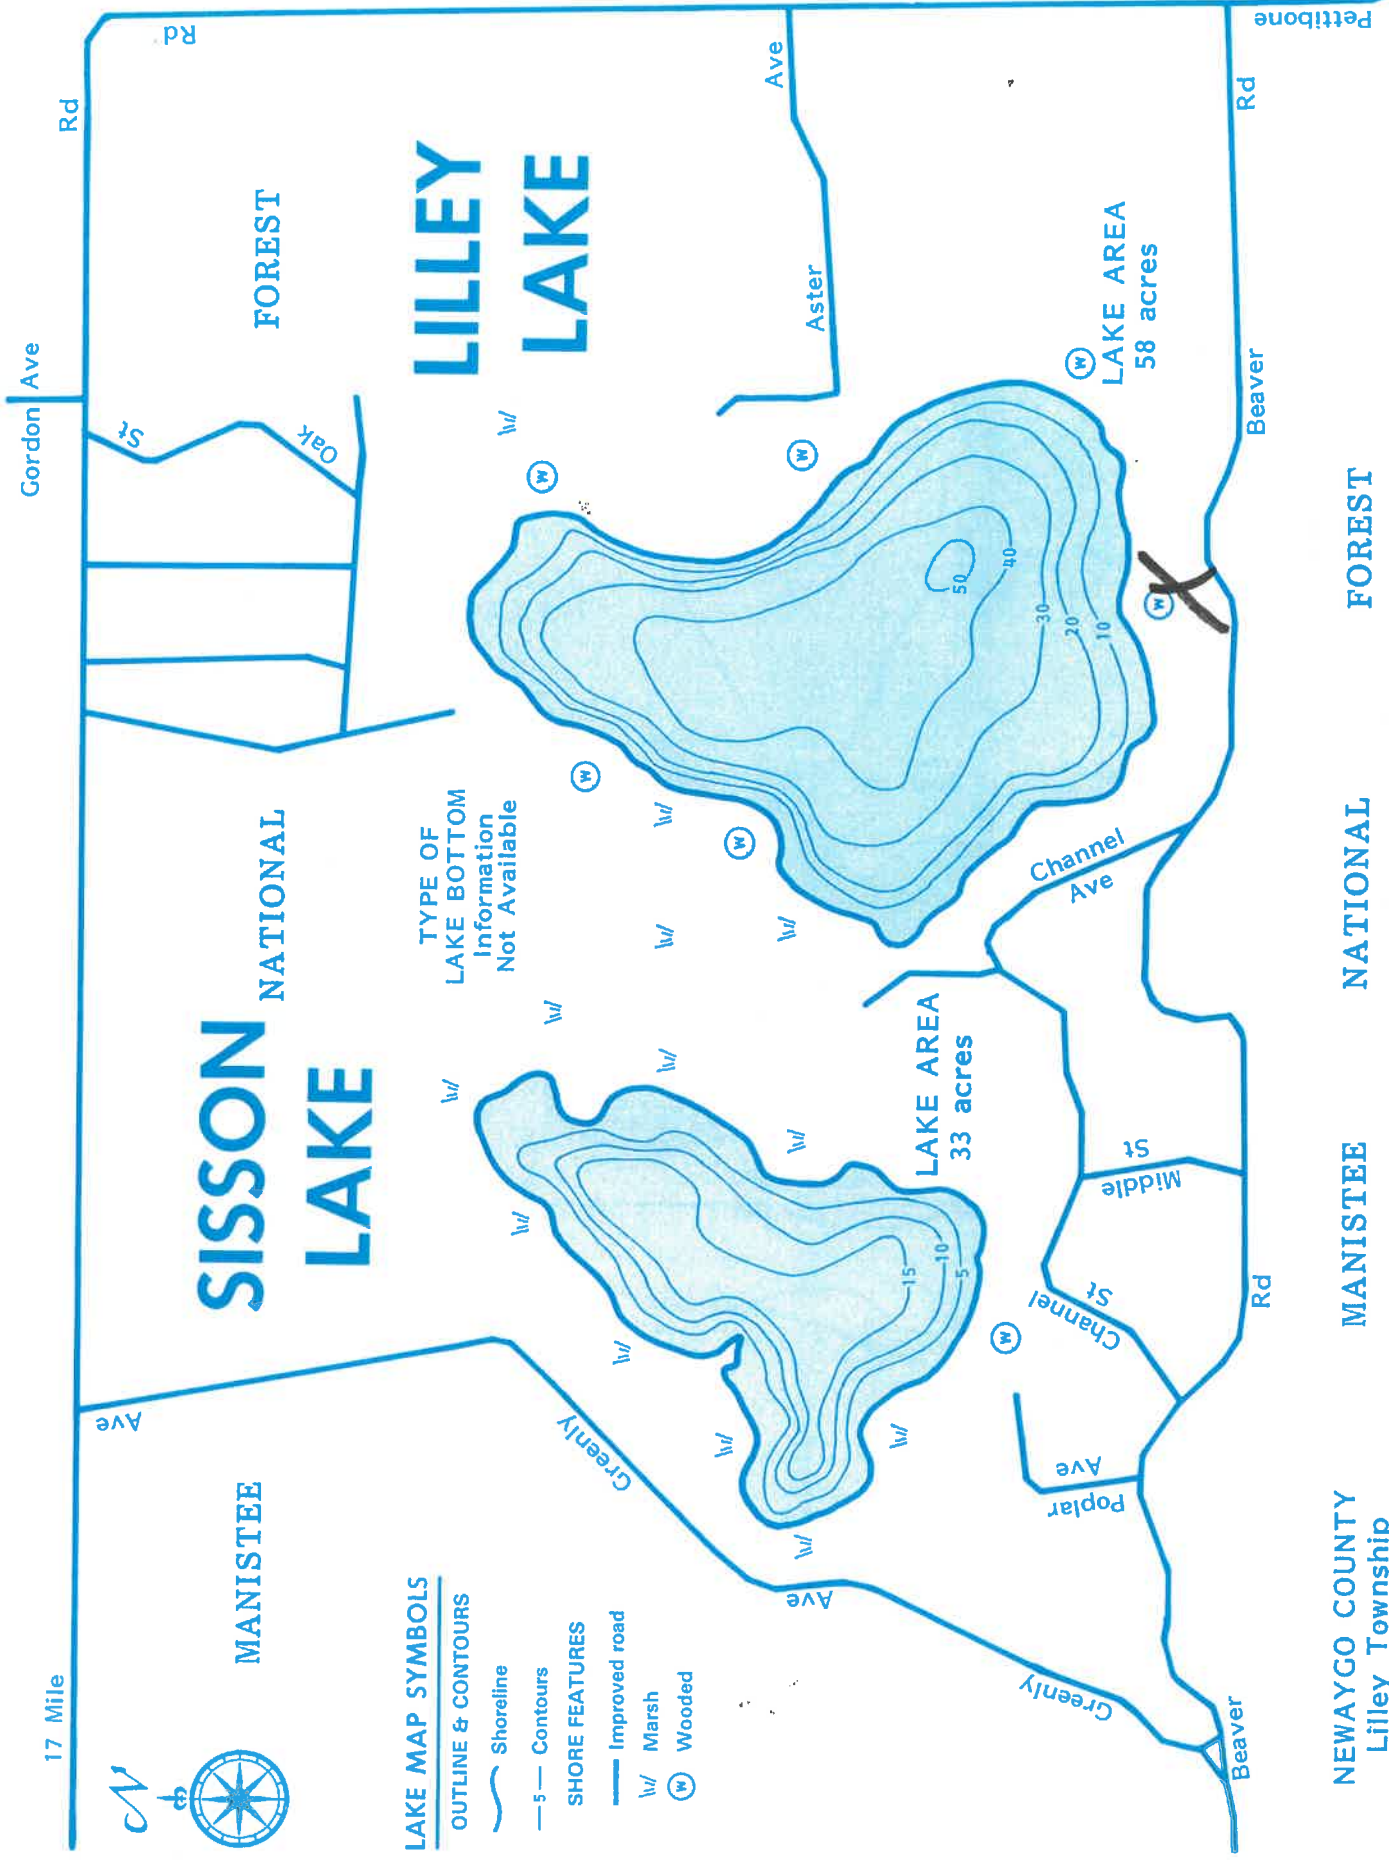 17 Mile
Rd
Gordon Ave
Rd
N
MANISTEE
NATIONAL
FOREST
Ave
St
Oak
SISSON
LAKE
LILLEY
LAKE
TYPE OF
LAKE BOTTOM
Information
Not Available
LAKE MAP SYMBOLS
OUTLINE & CONTOURS
Shoreline
5 Contours
SHORE FEATURES
Improved road
Marsh
W Wooded
Greenly
Ave
Greenly
W
W
W
W
W
W
W
Ave
Aster
50
40
30
20
10
15
10
5
LAKE AREA
33 acres
LAKE AREA
58 acres
Channel
Ave
Middle
St
Channel
St
Poplar
Ave
Beaver
Rd
Beaver
Rd
Pettibone
NEWAYGO COUNTY
Lilley Township
MANISTEE
NATIONAL
FOREST